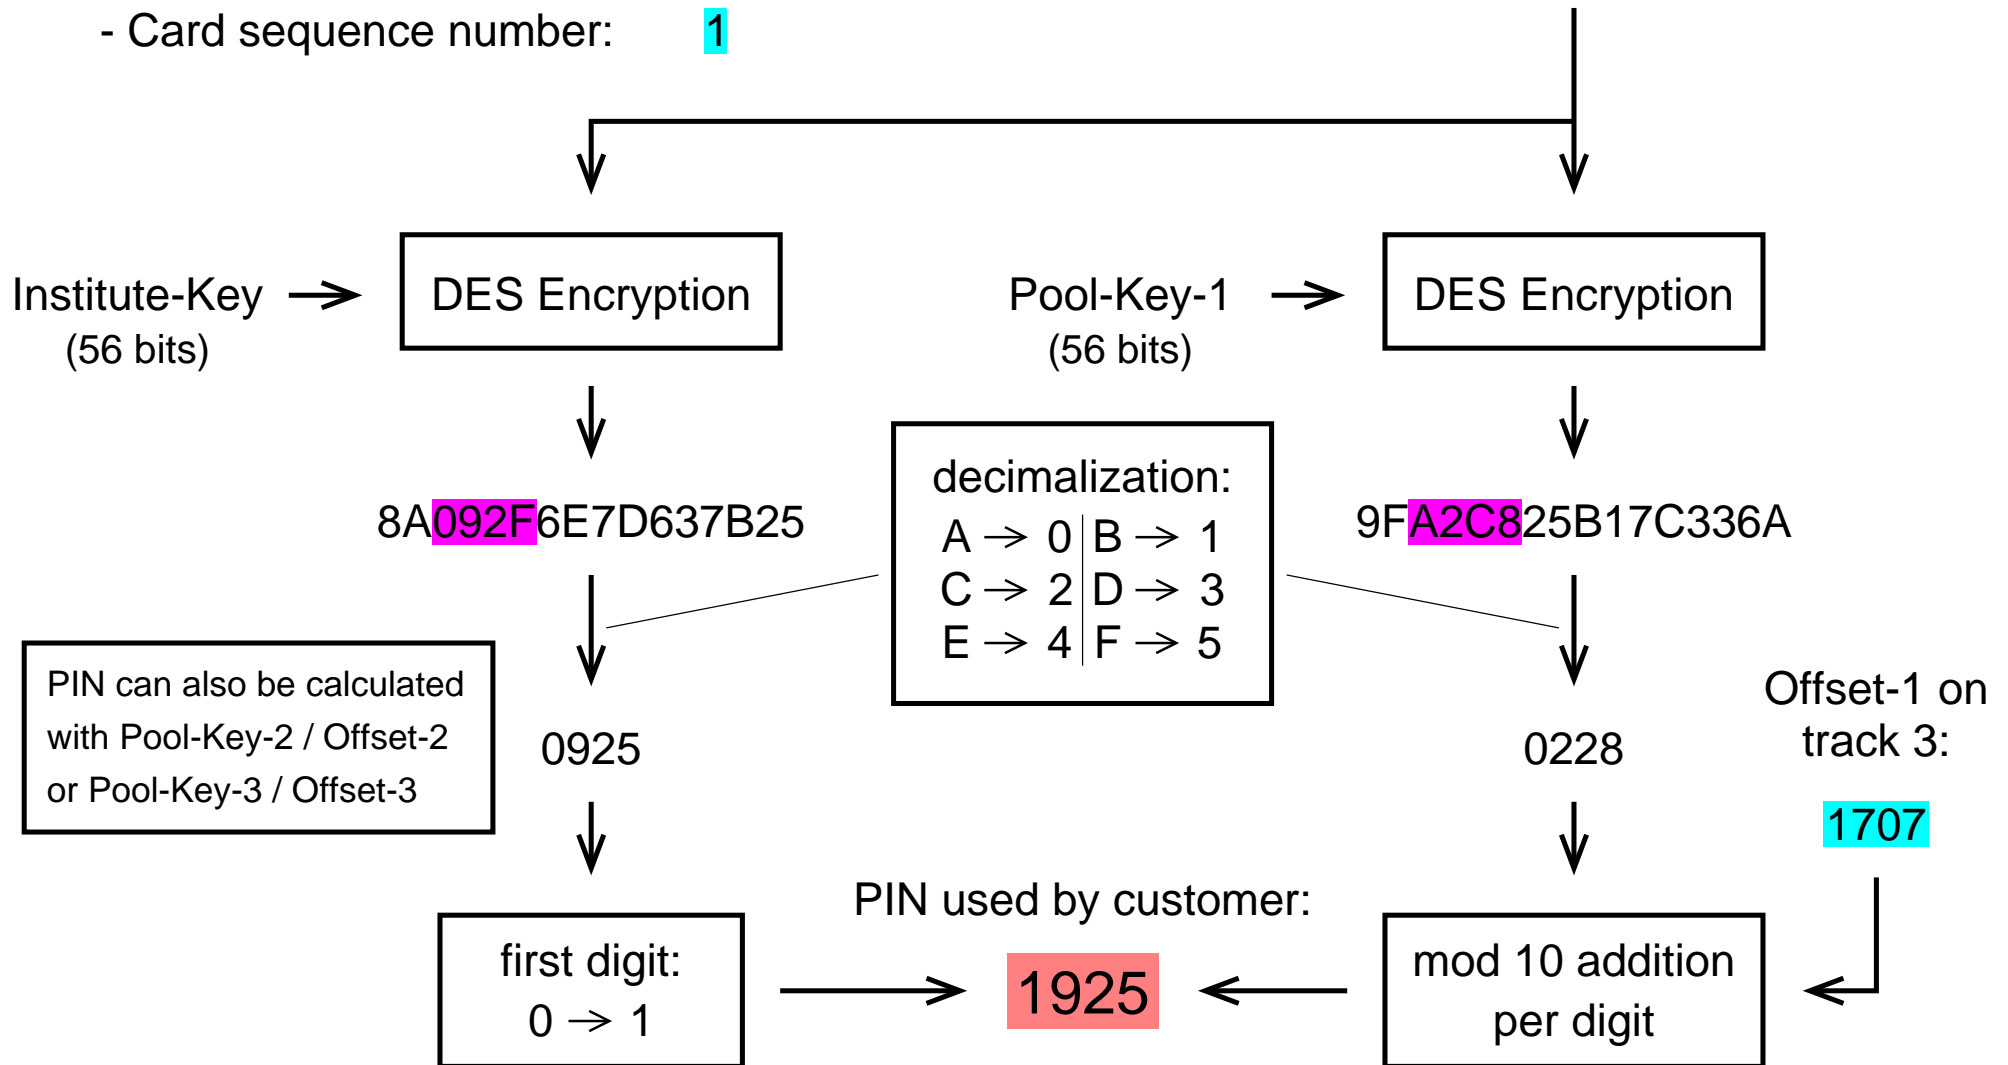 - Card sequence number: 1
Institute-Key → DES Encryption
(56 bits)
Pool-Key-1 → DES Encryption
(56 bits)
8A092F6E7D637B25
decimalization:
A → 0 B → 1
C → 2 D → 3
E → 4 F → 5
9FA2C825B17C336A
PIN can also be calculated
with Pool-Key-2 / Offset-2
or Pool-Key-3 / Offset-3
0925
0228
Offset-1 on
track 3:
1707
first digit:
0 → 1
PIN used by customer:
1925
mod 10 addition
per digit